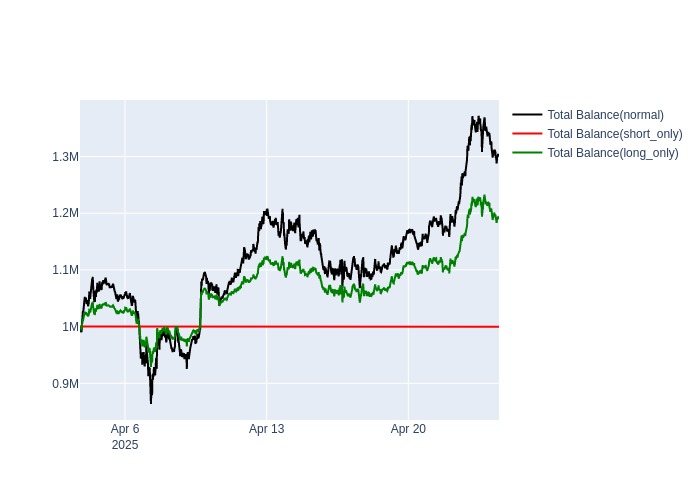 Total Balance(normal)
Total Balance(short_only)
Total Balance(long_only)
1.3M
1.2M
1.1M
1M
0.9M
Apr 6
2025
Apr 13
Apr 20